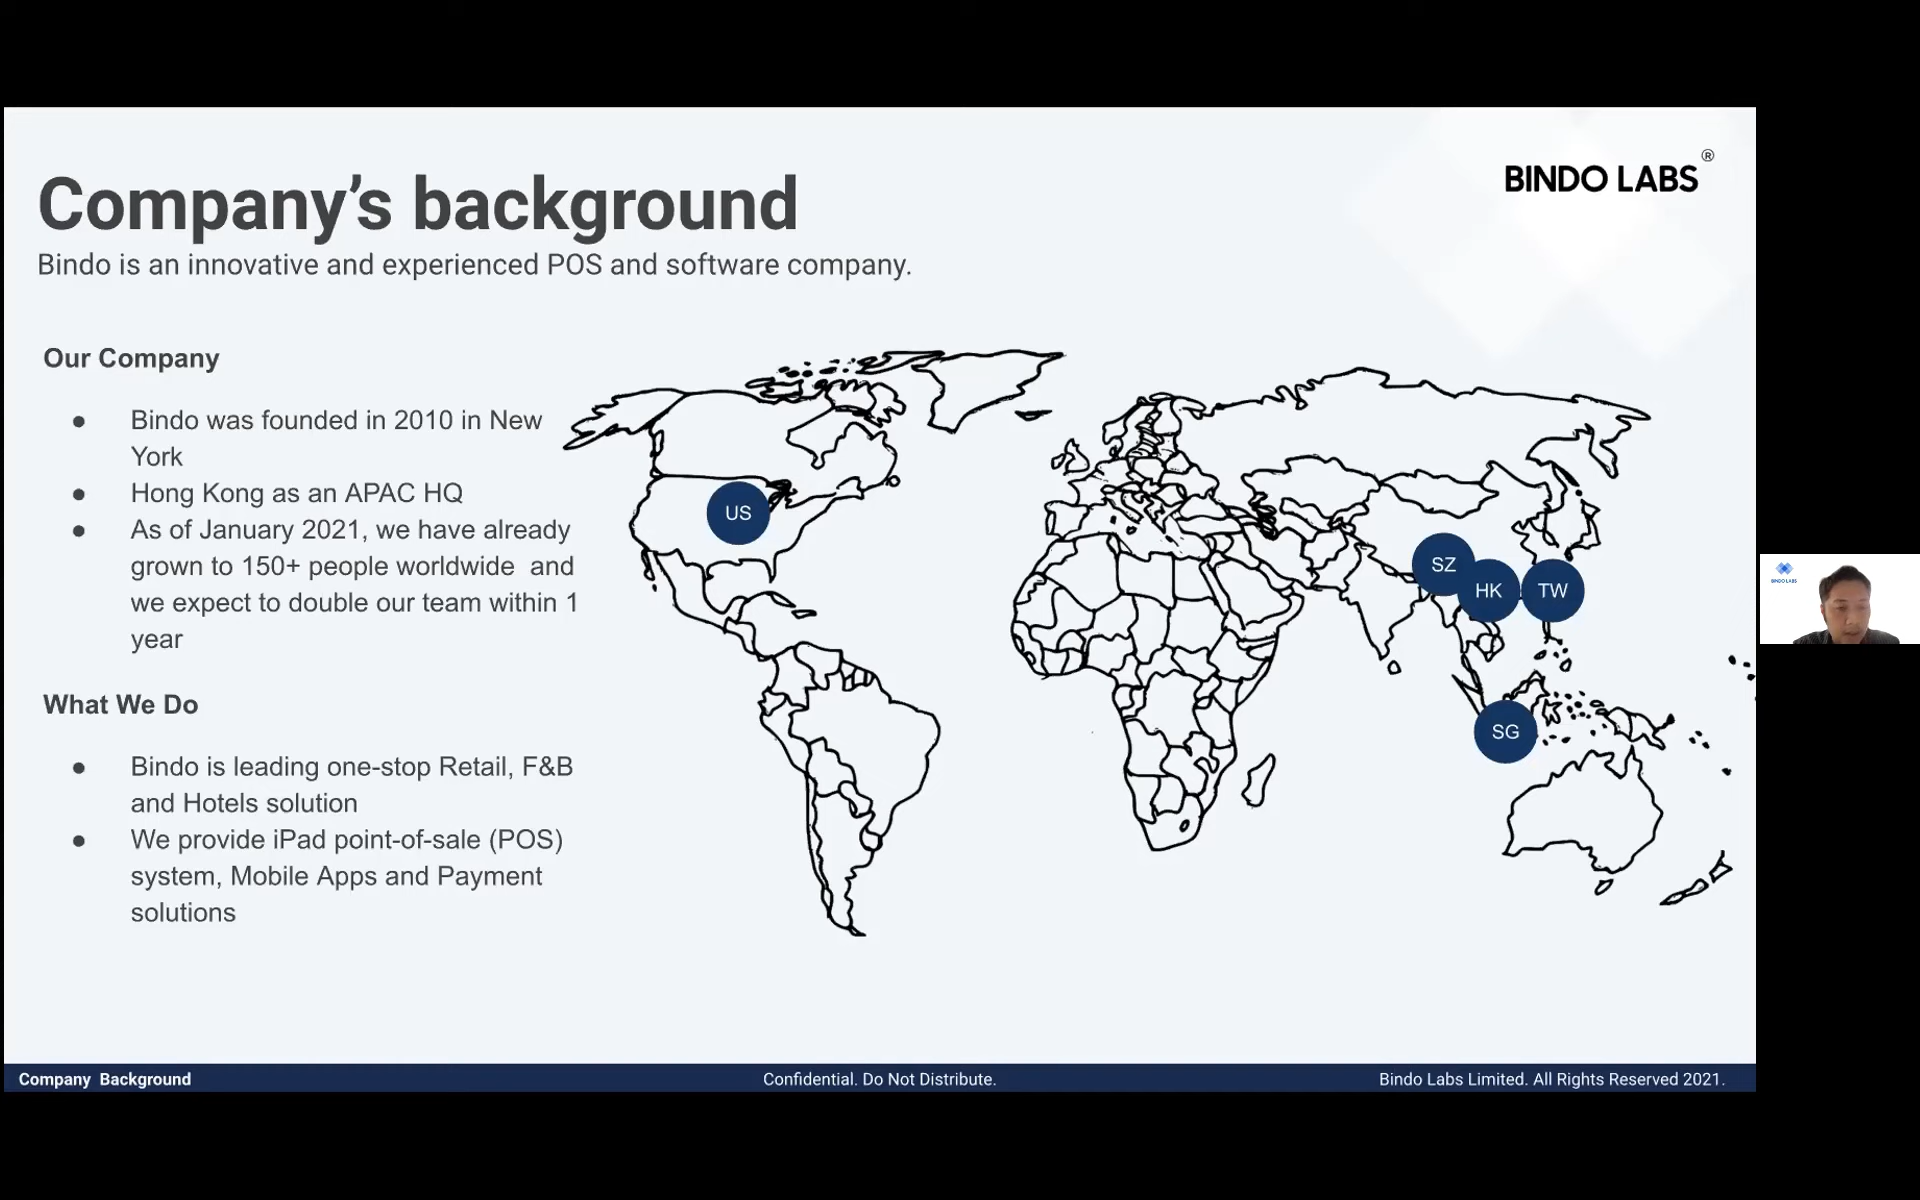 BINDO LABS®
Company’s background
Bindo is an innovative and experienced POS and software company.
Our Company
● Bindo was founded in 2010 in New
York
● Hong Kong as an APAC HQ
● As of January 2021, we have already
grown to 150+ people worldwide  and
we expect to double our team within 1
year
What We Do
● Bindo is leading one-stop Retail, F&B
and Hotels solution
● We provide iPad point-of-sale (POS)
system, Mobile Apps and Payment
solutions
US
SZ
HK
TW
SG
BINDO LABS
Company  Background
Confidential. Do Not Distribute.
Bindo Labs Limited. All Rights Reserved 2021.